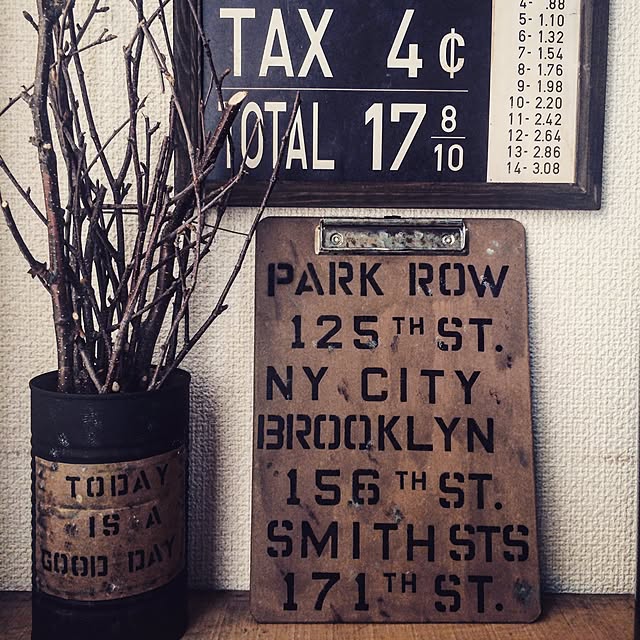 TAX 4¢
TOTAL 17 8/10
4- .88
5- 1.10
6- 1.32
7- 1.54
8- 1.76
9- 1.98
10- 2.20
11- 2.42
12- 2.64
13- 2.86
14- 3.08
PARK ROW
125TH ST.
NY CITY
BROOKLYN
156TH ST.
SMITH STS
171TH ST.
TODAY
IS A
GOOD DAY